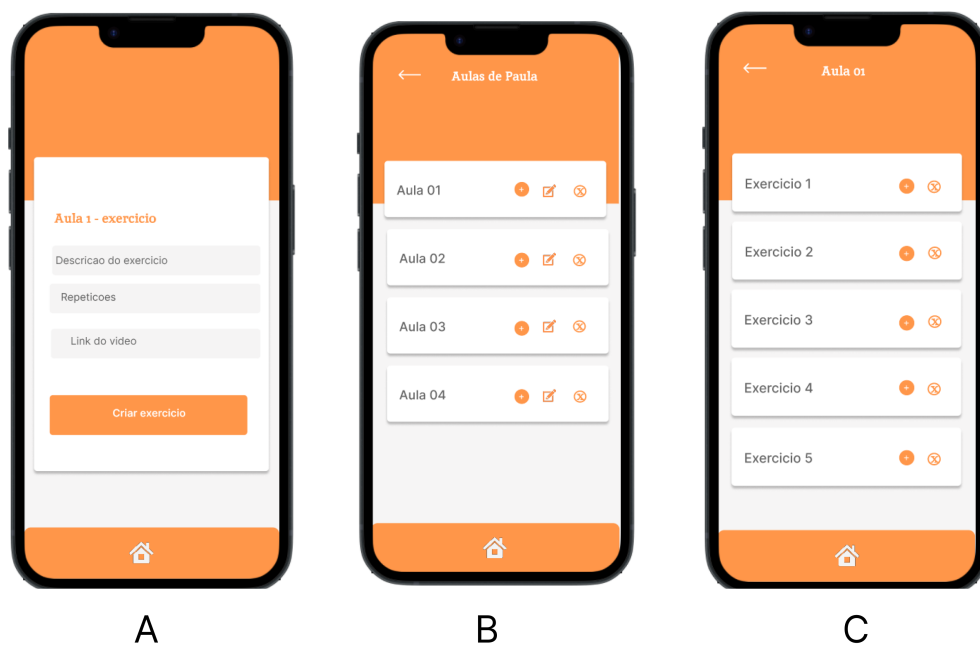 Aula 1 - exercicio
Descricao do exercicio
Repeticoes
Link do video
Criar exercicio
A
Aulas de Paula
Aula 01
Aula 02
Aula 03
Aula 04
B
Aula 01
Exercicio 1
Exercicio 2
Exercicio 3
Exercicio 4
Exercicio 5
C